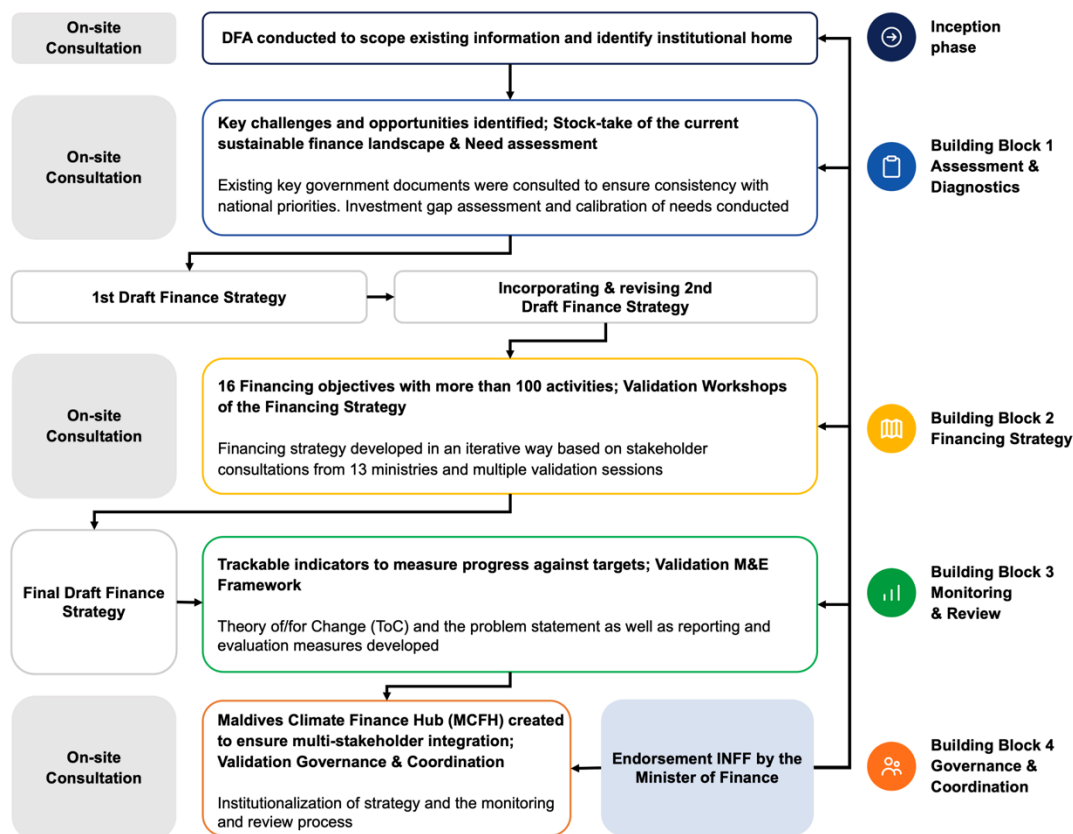 On-site
Consultation
DFA conducted to scope existing information and identify institutional home
Inception
phase
On-site
Consultation
Key challenges and opportunities identified; Stock-take of the current
sustainable finance landscape & Need assessment
Existing key government documents were consulted to ensure consistency with
national priorities. Investment gap assessment and calibration of needs conducted
Building Block 1
Assessment &
Diagnostics
1st Draft Finance Strategy
Incorporating & revising 2nd
Draft Finance Strategy
On-site
Consultation
16 Financing objectives with more than 100 activities; Validation Workshops
of the Financing Strategy
Financing strategy developed in an iterative way based on stakeholder
consultations from 13 ministries and multiple validation sessions
Building Block 2
Financing Strategy
Final Draft Finance
Strategy
Trackable indicators to measure progress against targets; Validation M&E
Framework
Theory of/for Change (ToC) and the problem statement as well as reporting and
evaluation measures developed
Building Block 3
Monitoring
& Review
On-site
Consultation
Maldives Climate Finance Hub (MCFH) created
to ensure multi-stakeholder integration;
Validation Governance & Coordination
Institutionalization of strategy and the monitoring
and review process
Endorsement INFF by the
Minister of Finance
Building Block 4
Governance &
Coordination